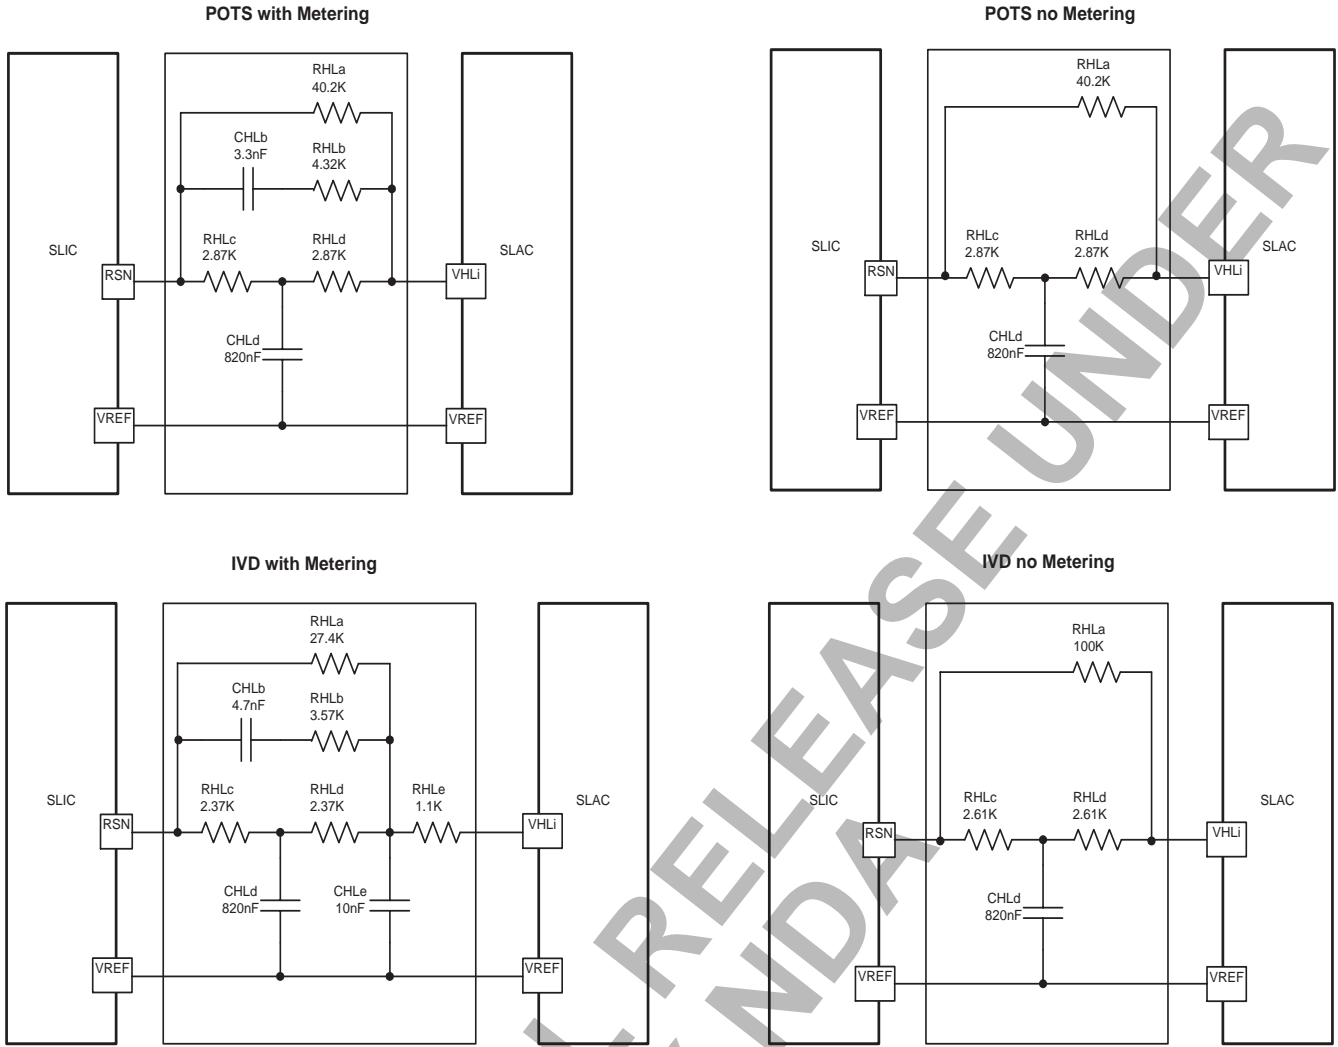 POTS with Metering
RHLa
40.2K
CHLb
3.3nF
RHLb
4.32K
SLIC
RHLc
2.87K
RHLd
2.87K
SLAC
RSN
VHLi
CHLd
820nF
VREF
VREF
POTS no Metering
RHLa
40.2K
SLIC
RHLc
2.87K
RHLd
2.87K
SLAC
RSN
VHLi
CHLd
820nF
VREF
VREF
IVD with Metering
RHLa
27.4K
CHLb
4.7nF
RHLb
3.57K
SLIC
RHLc
2.37K
RHLd
2.37K
RHLe
1.1K
SLAC
RSN
VHLi
CHLd
820nF
CHLe
10nF
VREF
VREF
IVD no Metering
RHLa
100K
SLIC
RHLc
2.61K
RHLd
2.61K
SLAC
RSN
VHLi
CHLd
820nF
VREF
VREF
RELEASE UNDER
NDA